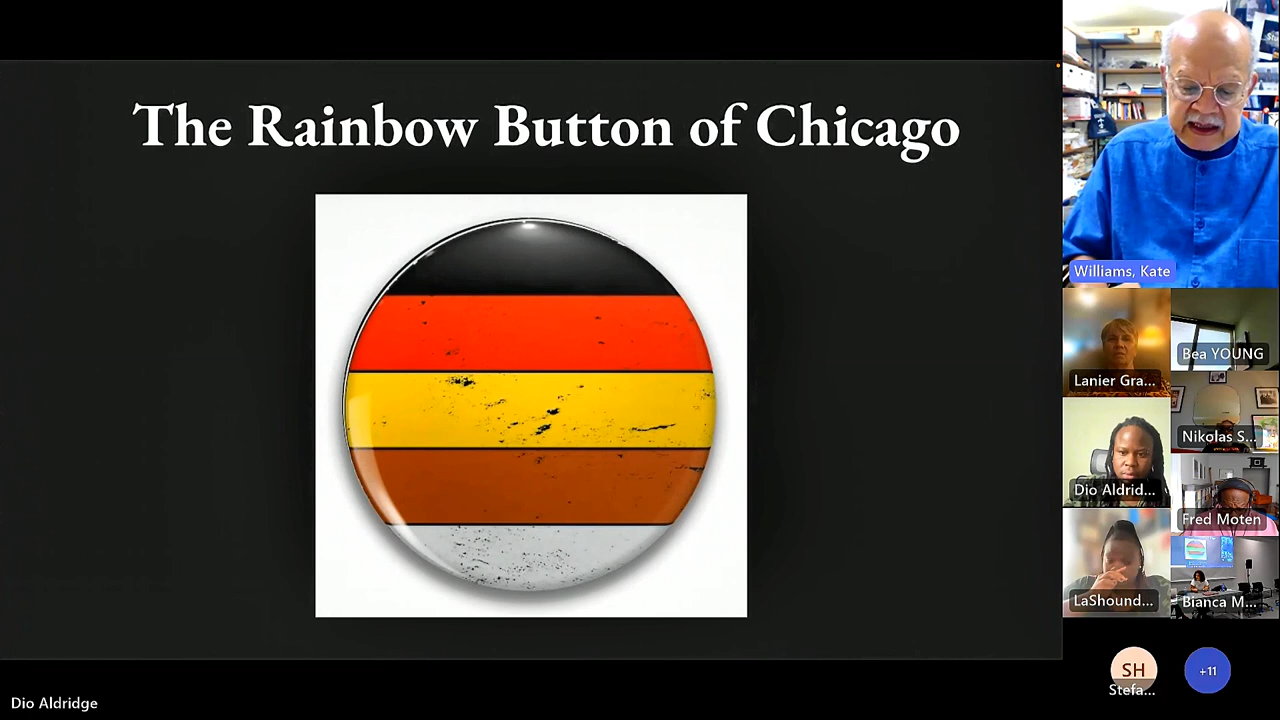 The Rainbow Button of Chicago
Williams, Kate
Lanier Gra...
Bea YOUNG
Nikolas S...
Dio Aldrid...
Fred Moten
LaShound...
Bianca M...
SH
Stefa...
+11
Dio Aldridge